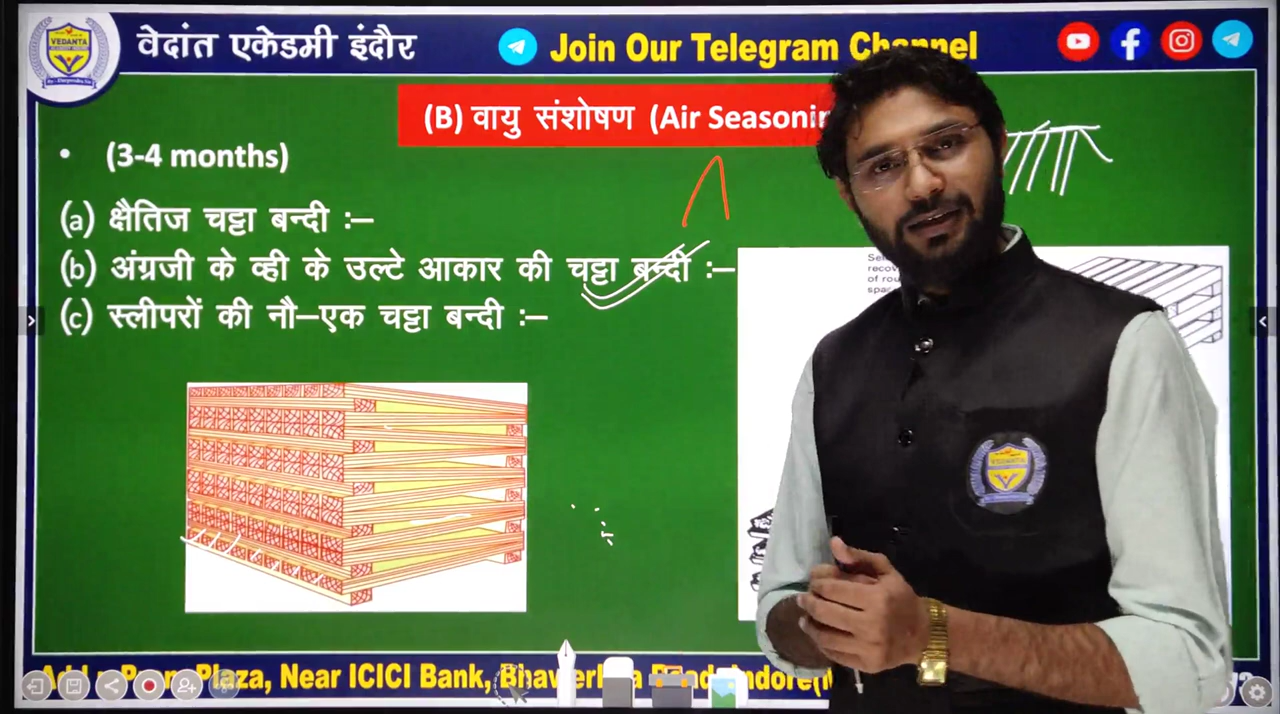 VEDANTA
वेदांत एकेडमी इंदौर
Join Our Telegram Channel
(B) वायु संशोषण (Air
(3-4 months)
(a) क्षैतिज चट्टा बन्दी :–
(b) अंग्रजी के व्ही के उल्टे आकार की चट्टा बन्दी :–
(c) स्लीपरों की नौ–एक चट्टा बन्दी :–
VEDANTA
Plaza, Near ICICI Bank,